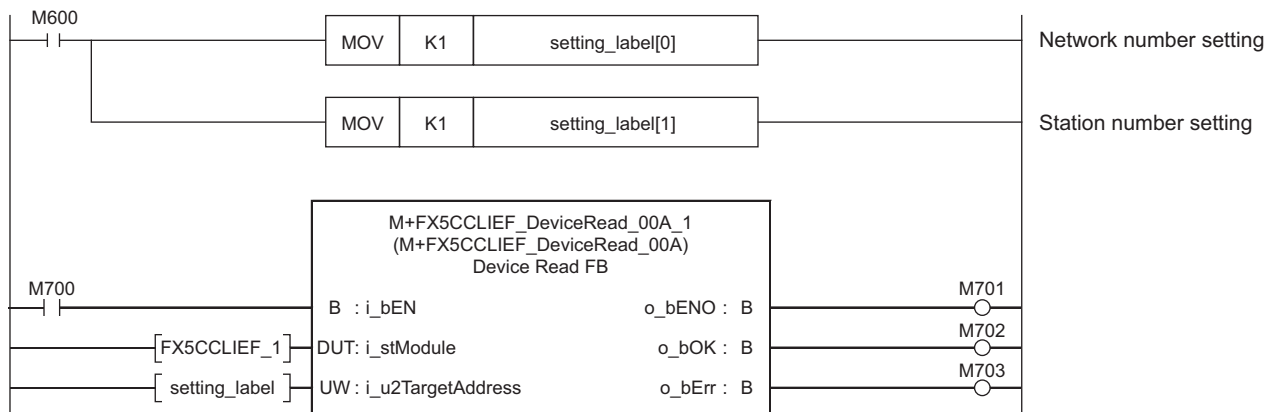 M600
MOV K1 setting_label[0] Network number setting
MOV K1 setting_label[1] Station number setting
M+FX5CCLIEF_DeviceRead_00A_1
(M+FX5CCLIEF_DeviceRead_00A)
Device Read FB
M700 M701
B : i_bEN o_bENO : B
M702
FX5CCLIEF_1 DUT: i_stModule o_bOK : B
M703
setting_label UW : i_u2TargetAddress o_bErr : B